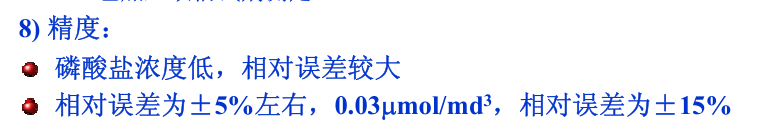 8) 精度：
磷酸盐浓度低，相对误差较大
相对误差为±5%左右，0.03μmol/md³，相对误差为±15%